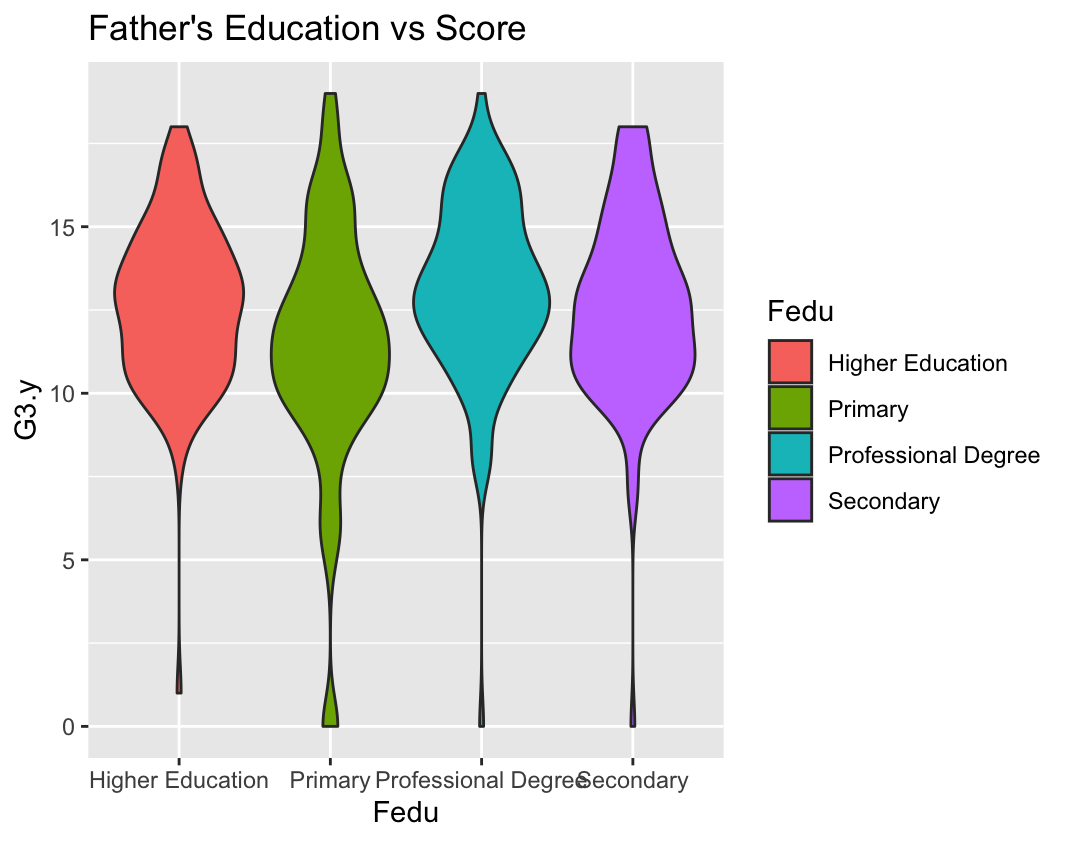 Father's Education vs Score
G3.y
15
10
5
0
Higher Education
Primary
Professional Degree
Secondary
Fedu
Fedu
Higher Education
Primary
Professional Degree
Secondary